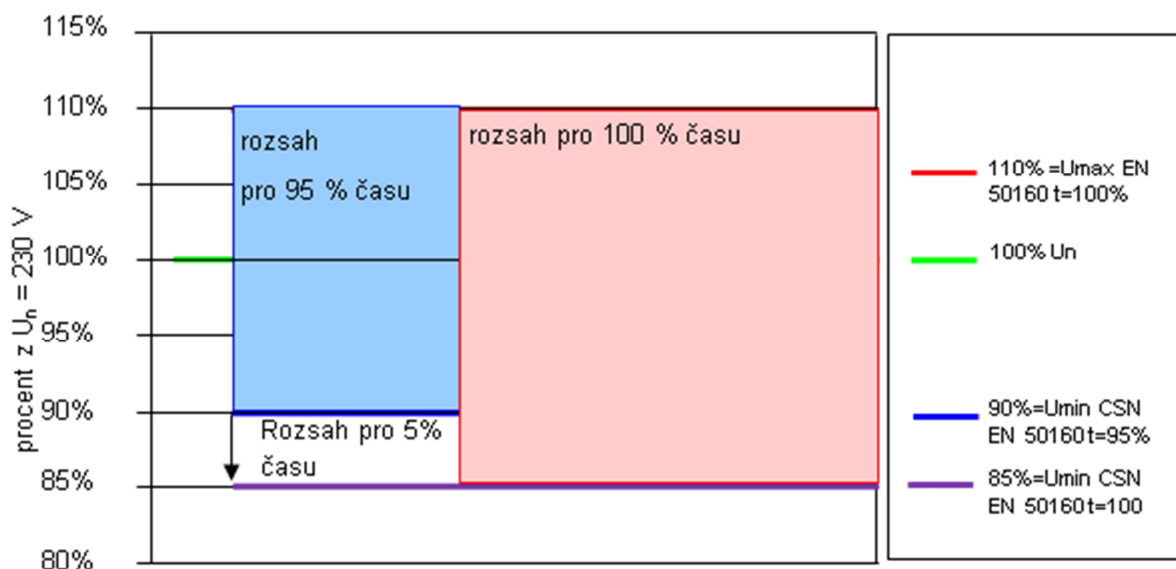 115%
110%
105%
100%
95%
90%
85%
80%
procent z Un = 230 V
rozsah
pro 95 % času
rozsah pro 100 % času
Rozsah pro 5%
času
110% =Umax EN
50160 t=100%
100% Un
90%=Umin CSN
EN 50160 t=95%
85%=Umin CSN
EN 50160 t=100